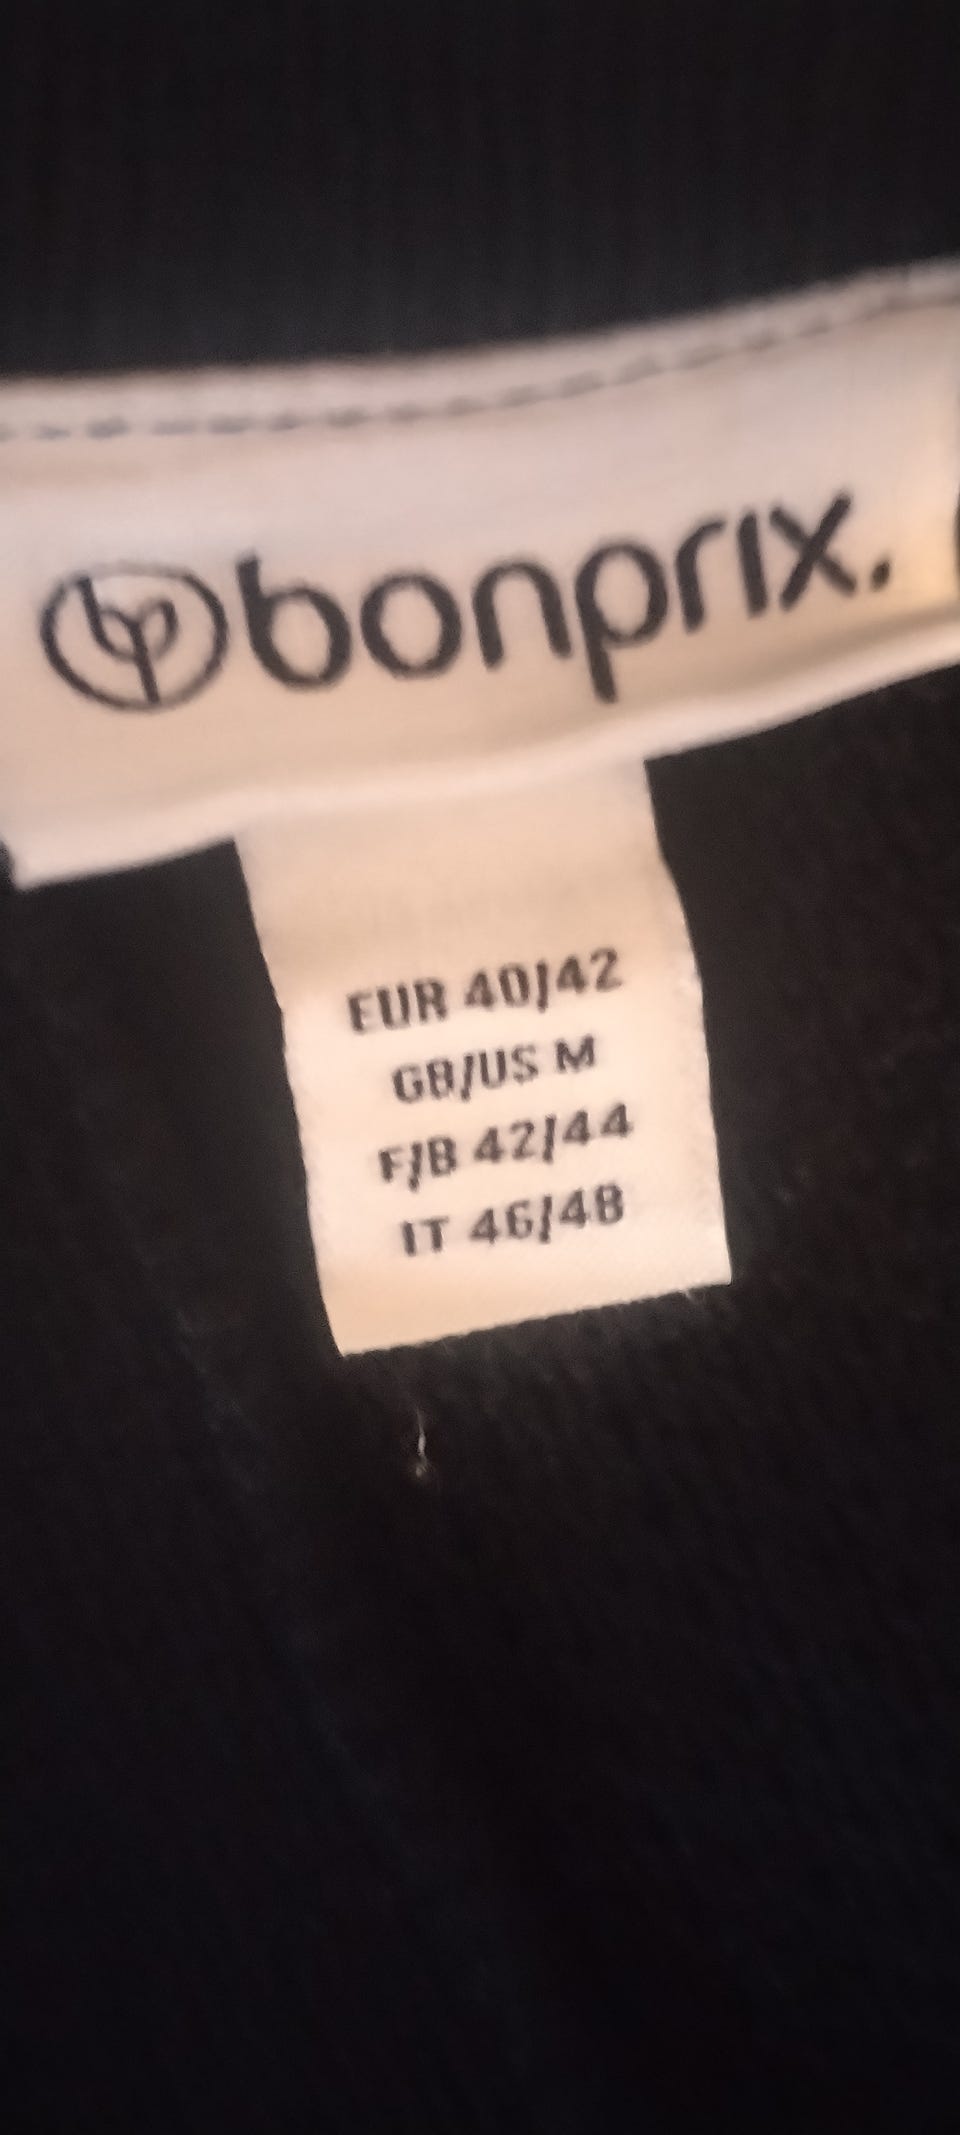 bonprix.
EUR 40/42
GB/US M
F/B 42/44
IT 46/48